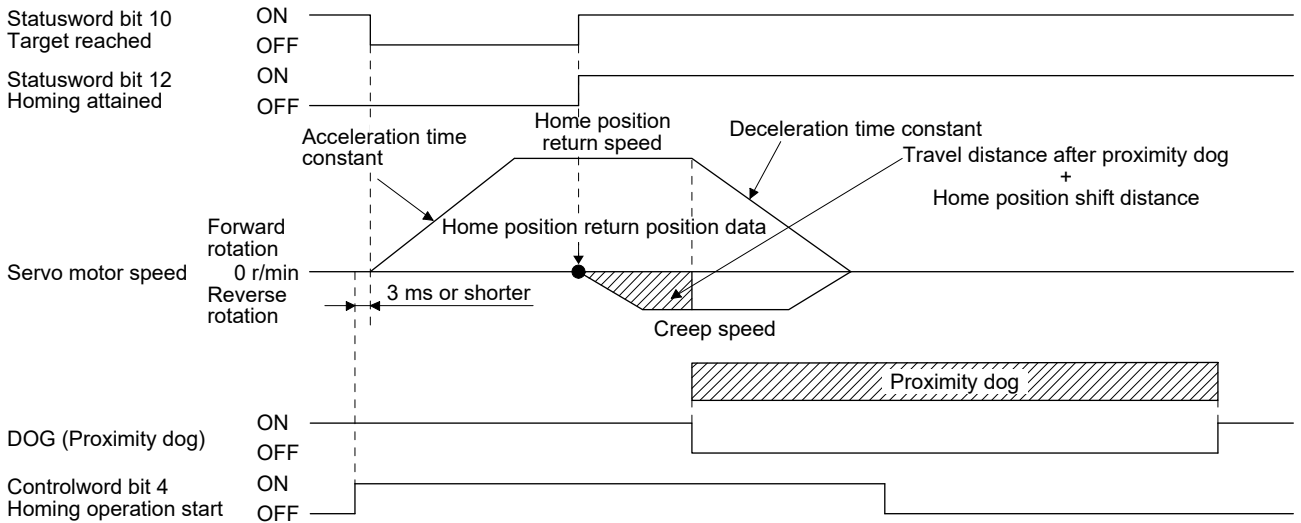 Statusword bit 10
Target reached
ON
OFF
Statusword bit 12
Homing attained
ON
OFF
Acceleration time
constant
Home position
return speed
Deceleration time constant
Travel distance after proximity dog
+
Home position shift distance
Home position return position data
Servo motor speed
Forward
rotation
0 r/min
Reverse
rotation
3 ms or shorter
Creep speed
Proximity dog
DOG (Proximity dog)
ON
OFF
Controlword bit 4
Homing operation start
ON
OFF